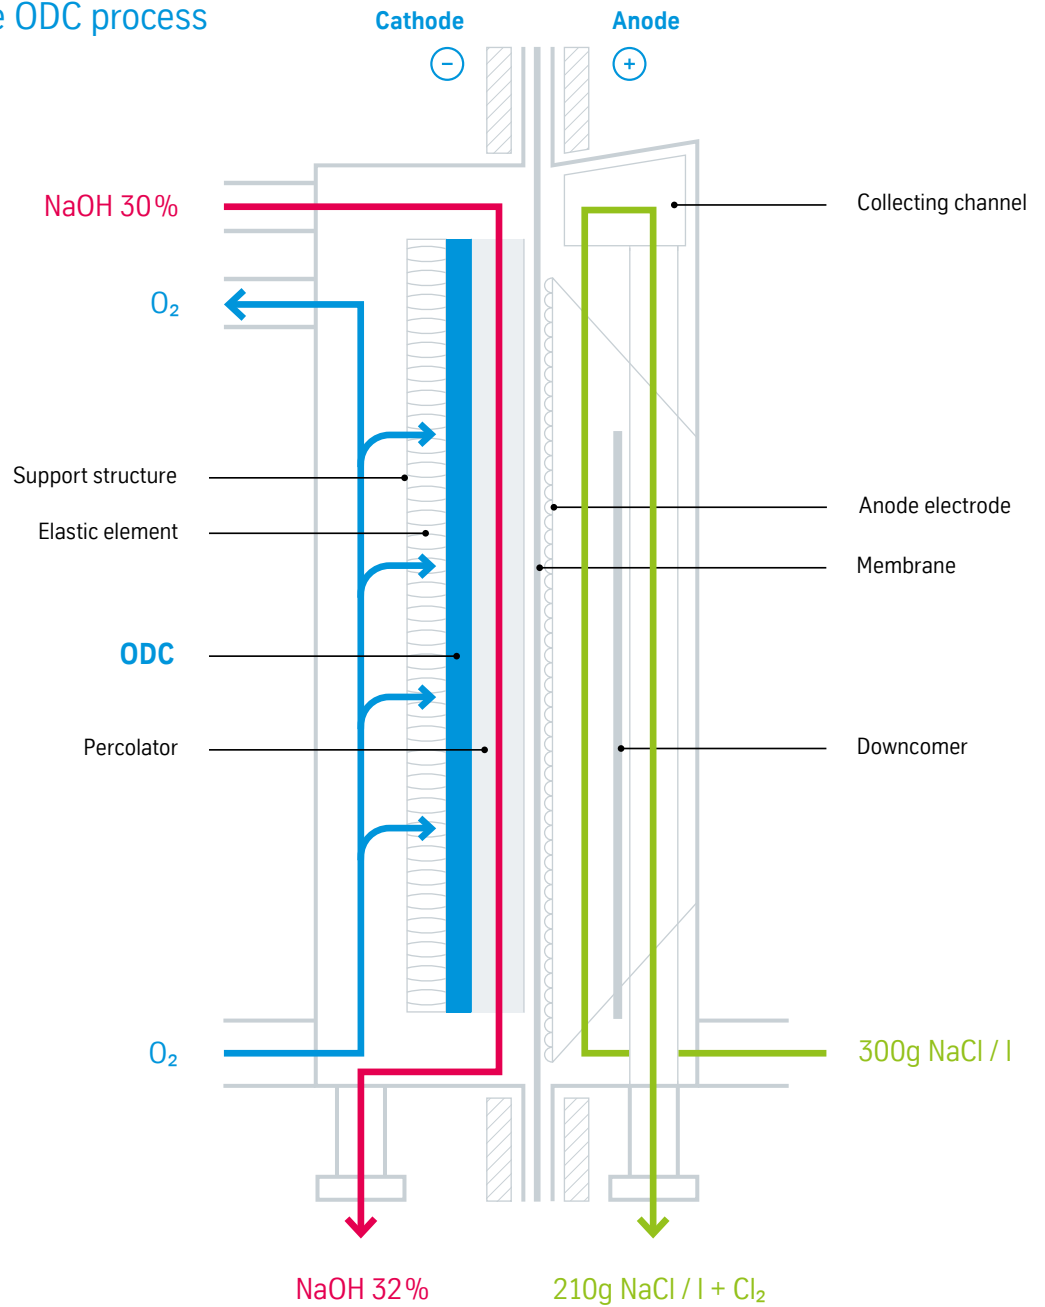 ODC process
Cathode
Anode
−
+
NaOH 30%
Collecting channel
O₂
Support structure
Anode electrode
Elastic element
Membrane
ODC
Percolator
Downcomer
O₂
300g NaCl / l
NaOH 32%
210g NaCl / l + Cl₂